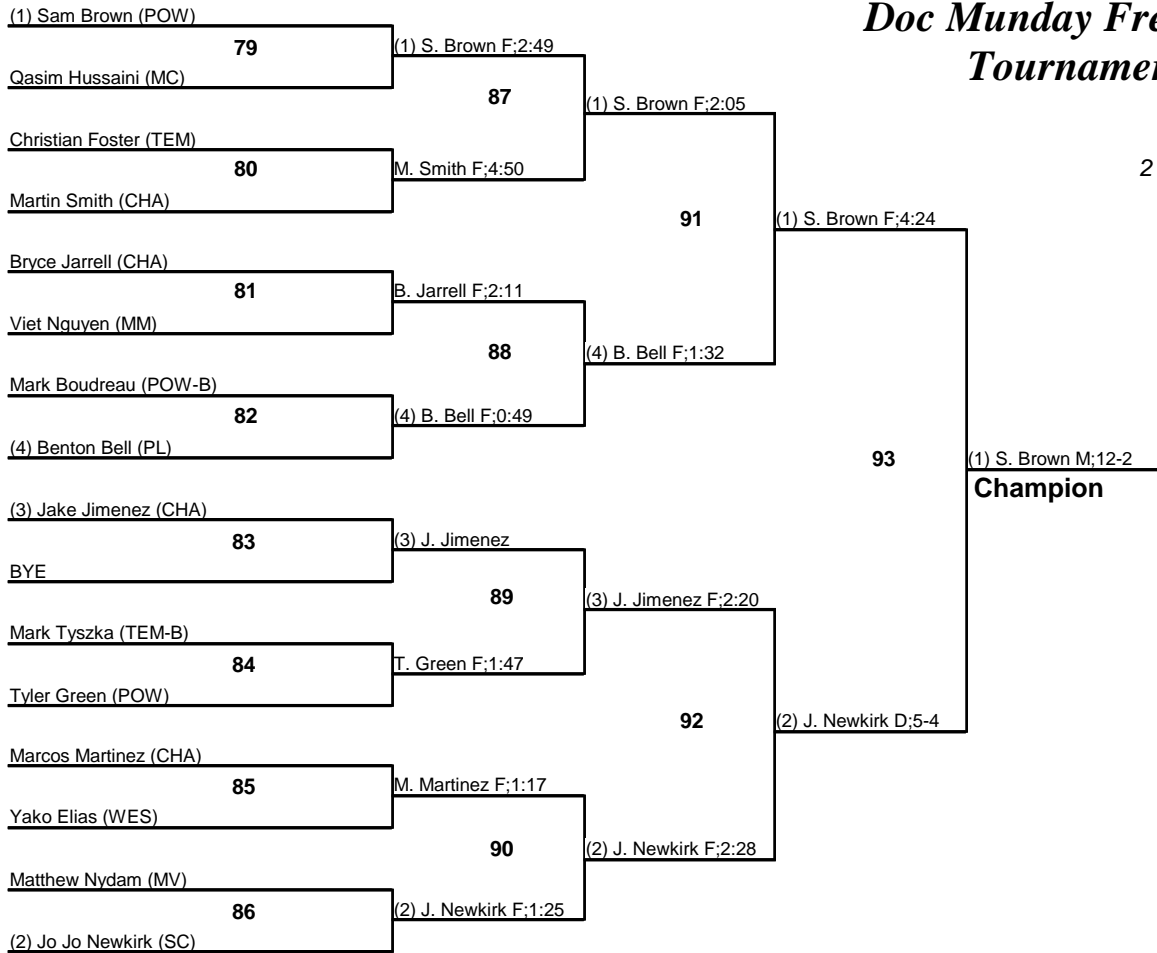 Doc Munday Fre
Tournamen
2
(1) Sam Brown (POW)
79
Qasim Hussaini (MC)
Christian Foster (TEM)
80
Martin Smith (CHA)
Bryce Jarrell (CHA)
81
Viet Nguyen (MM)
Mark Boudreau (POW-B)
82
(4) Benton Bell (PL)
(3) Jake Jimenez (CHA)
83
BYE
Mark Tyszka (TEM-B)
84
Tyler Green (POW)
Marcos Martinez (CHA)
85
Yako Elias (WES)
Matthew Nydam (MV)
86
(2) Jo Jo Newkirk (SC)
(1) S. Brown F;2:49
87
M. Smith F;4:50
B. Jarrell F;2:11
88
(4) B. Bell F;0:49
(3) J. Jimenez
89
T. Green F;1:47
M. Martinez F;1:17
90
(2) J. Newkirk F;1:25
(1) S. Brown F;2:05
91
(4) B. Bell F;1:32
(3) J. Jimenez F;2:20
92
(2) J. Newkirk F;2:28
(1) S. Brown F;4:24
93
(2) J. Newkirk D;5-4
(1) S. Brown M;12-2
Champion